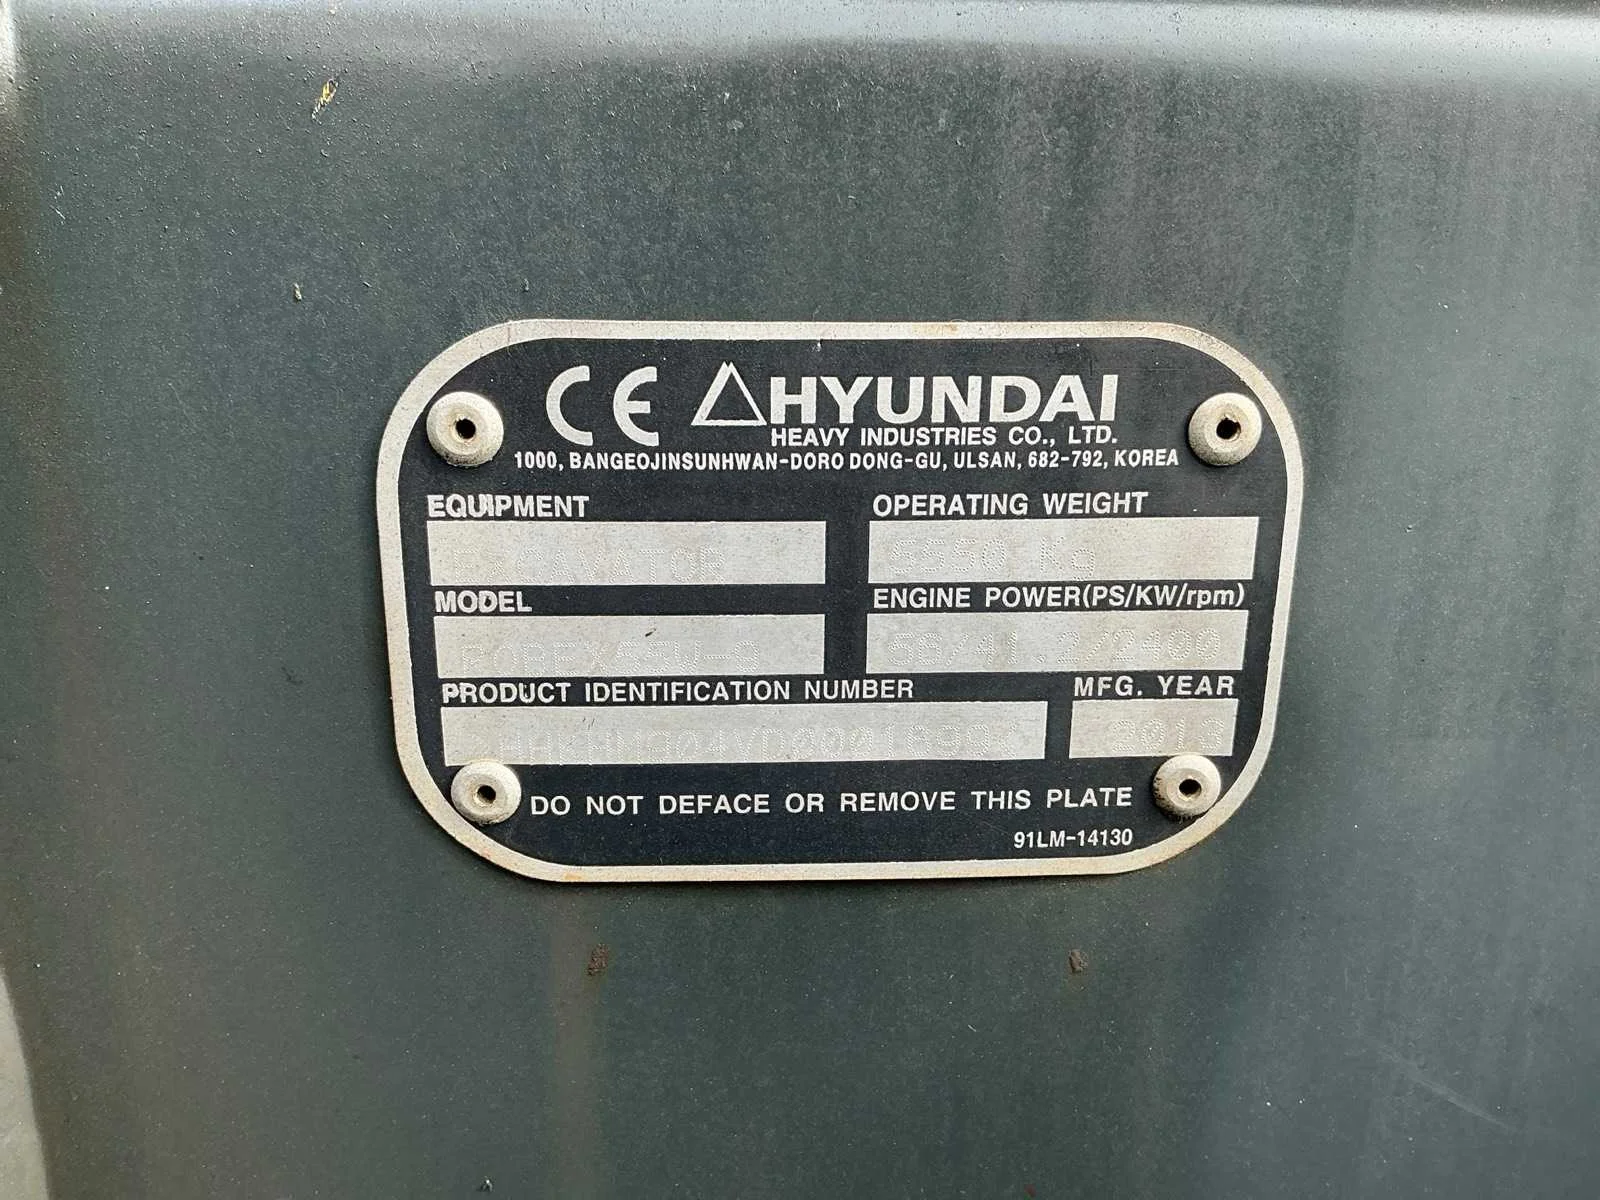 CE HYUNDAI
HEAVY INDUSTRIES CO., LTD.
1000, BANGEOJINSUNHWAN-DORO DONG-GU, ULSAN, 682-792, KOREA
EQUIPMENT OPERATING WEIGHT
EXCAVATOR 5550 Kg
MODEL ENGINE POWER(PS/KW/rpm)
56/41.2/2400
PRODUCT IDENTIFICATION NUMBER MFG. YEAR
2013
DO NOT DEFACE OR REMOVE THIS PLATE
91LM-14130